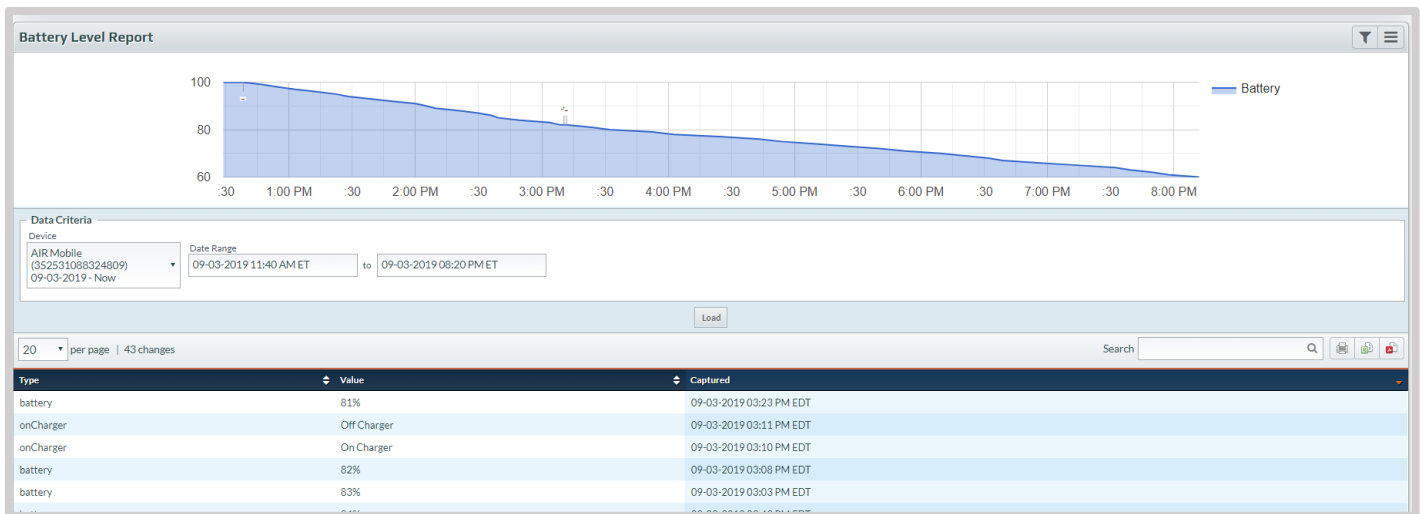 Battery Level Report
100
80
60
Battery
:30 1:00 PM :30 2:00 PM :30 3:00 PM :30 4:00 PM :30 5:00 PM :30 6:00 PM :30 7:00 PM :30 8:00 PM
Data Criteria
Device
AIR Mobile
(352531088324809)
09-03-2019 - Now
Date Range
09-03-2019 11:40 AM ET to 09-03-2019 08:20 PM ET
Load
20 per page | 43 changes
Search
Type Value Captured
battery 81% 09-03-2019 03:23 PM EDT
onCharger Off Charger 09-03-2019 03:11 PM EDT
onCharger On Charger 09-03-2019 03:10 PM EDT
battery 82% 09-03-2019 03:08 PM EDT
battery 83% 09-03-2019 03:03 PM EDT